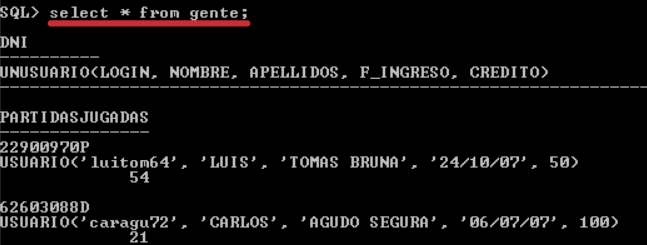 SQL> select * from gente;
DNI
----------
UNUSUARIO(LOGIN, NOMBRE, APELLIDOS, F_INGRESO, CREDITO)
--------------------------------------------------------------------------------
PARTIDASJUGADAS
---------------
22900970P
USUARIO('luitom64', 'LUIS', 'TOMAS BRUNA', '24/10/07', 50)
54
62603088D
USUARIO('caragu72', 'CARLOS', 'AGUDO SEGURA', '06/07/07', 100)
21